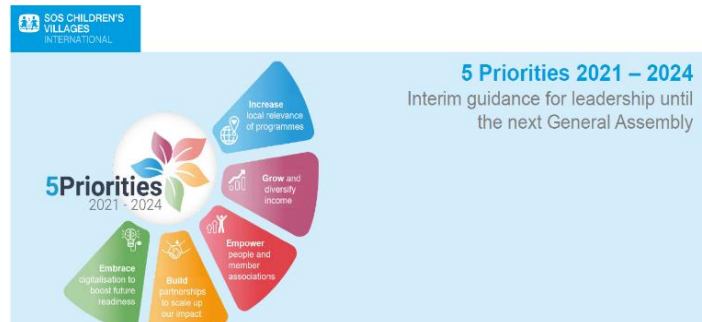 SOS CHILDREN'S
VILLAGES
INTERNATIONAL
5 Priorities 2021 – 2024
Interim guidance for leadership until
the next General Assembly
5Priorities
2021 - 2024
Increase
local relevance
of programmes
Grow and
diversify
income
Empower
people and
member
associations
Build
partnerships
to scale up
our impact
Embrace
digitalisation to
boost future
readiness